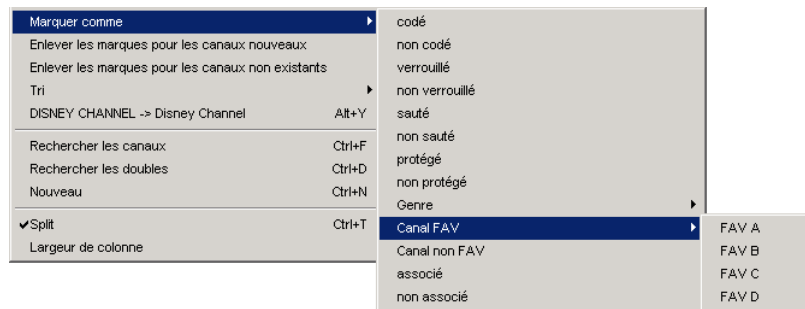 Marquer comme
Enlever les marques pour les canaux nouveaux
Enlever les marques pour les canaux non existants
Tri
DISNEY CHANNEL -> Disney Channel Alt+Y
Rechercher les canaux Ctrl+F
Rechercher les doubles Ctrl+D
Nouveau Ctrl+N
Split Ctrl+T
Largeur de colonne
codé
non codé
verrouillé
non verrouillé
sauté
non sauté
protégé
non protégé
Genre
Canal FAV
Canal non FAV
associé
non associé
FAV A
FAV B
FAV C
FAV D